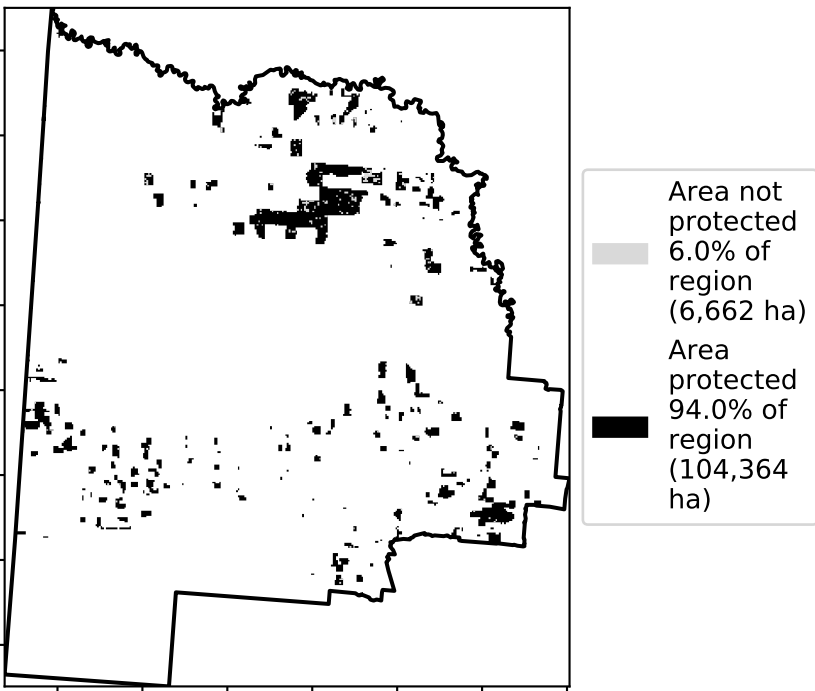 Area not
protected
6.0% of
region
(6,662 ha)
Area
protected
94.0% of
region
(104,364
ha)